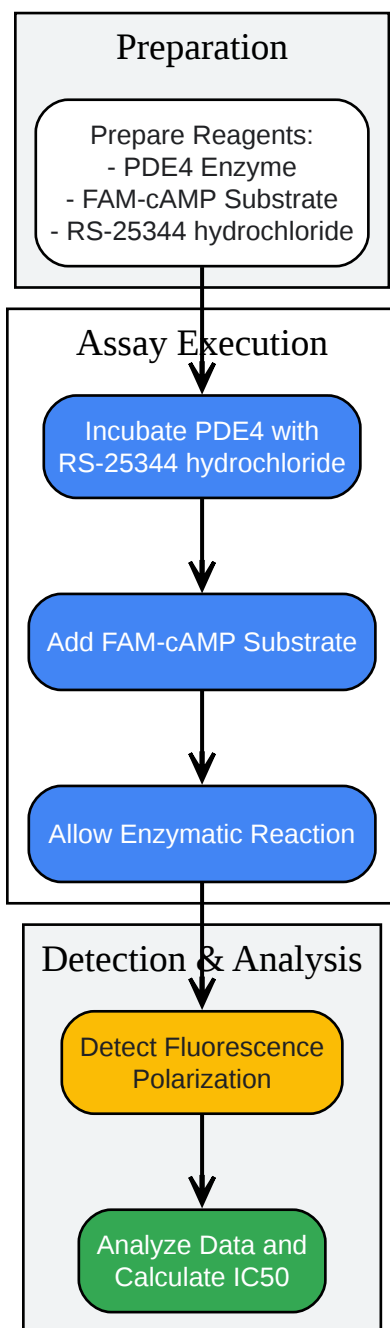 Preparation
Prepare Reagents:
- PDE4 Enzyme
- FAM-cAMP Substrate
- RS-25344 hydrochloride
Assay Execution
Incubate PDE4 with
RS-25344 hydrochloride
Add FAM-cAMP Substrate
Allow Enzymatic Reaction
Detection & Analysis
Detect Fluorescence
Polarization
Analyze Data and
Calculate IC50